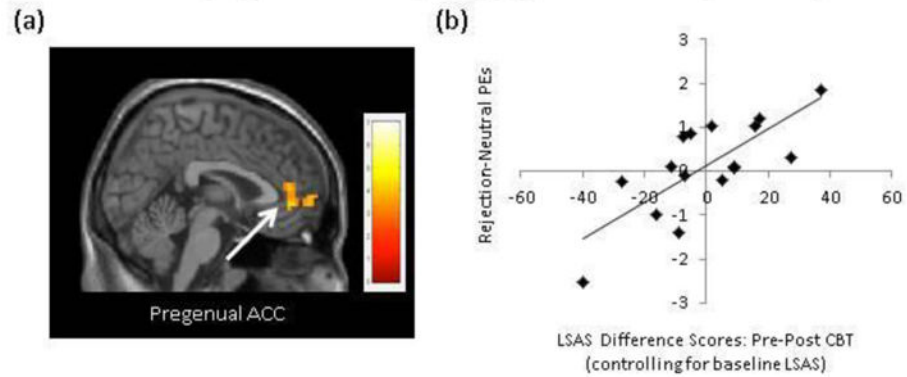 (a)
Pregenual ACC
(b)
Rejection-Neutral PEs
3
2
1
0
-60 -40 -20 0 20 40 60
-1
-2
-3
LSAS Difference Scores: Pre-Post CBT
(controlling for baseline LSAS)